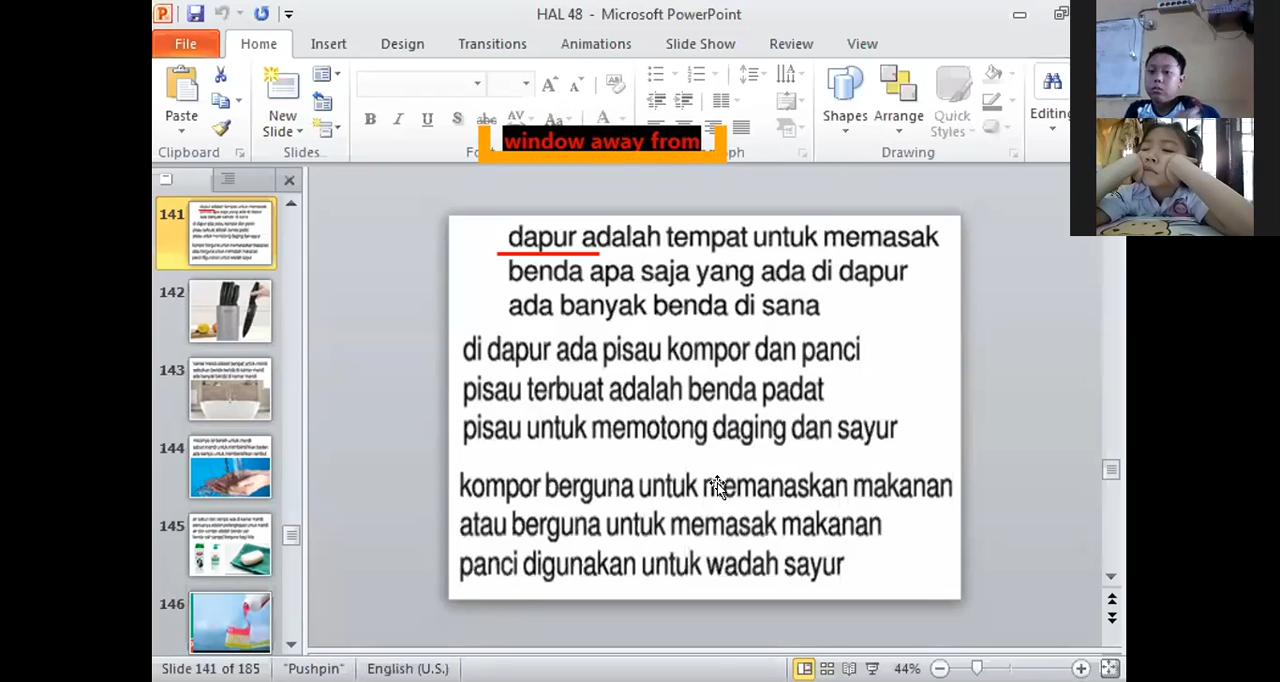 HAL 48 - Microsoft PowerPoint
File Home Insert Design Transitions Animations Slide Show Review View
Paste
New
Slide
Shapes Arrange Quick
Styles
Editing
Clipboard Slides Drawing
window away from
141
142
143
144
145
146
dapur adalah tempat untuk memasak
benda apa saja yang ada di dapur
ada banyak benda di sana
di dapur ada pisau kompor dan panci
pisau terbuat adalah benda padat
pisau untuk memotong daging dan sayur
kompor berguna untuk memanaskan makanan
atau berguna untuk memasak makanan
panci digunakan untuk wadah sayur
Slide 141 of 185 "Pushpin" English (U.S.) 44%